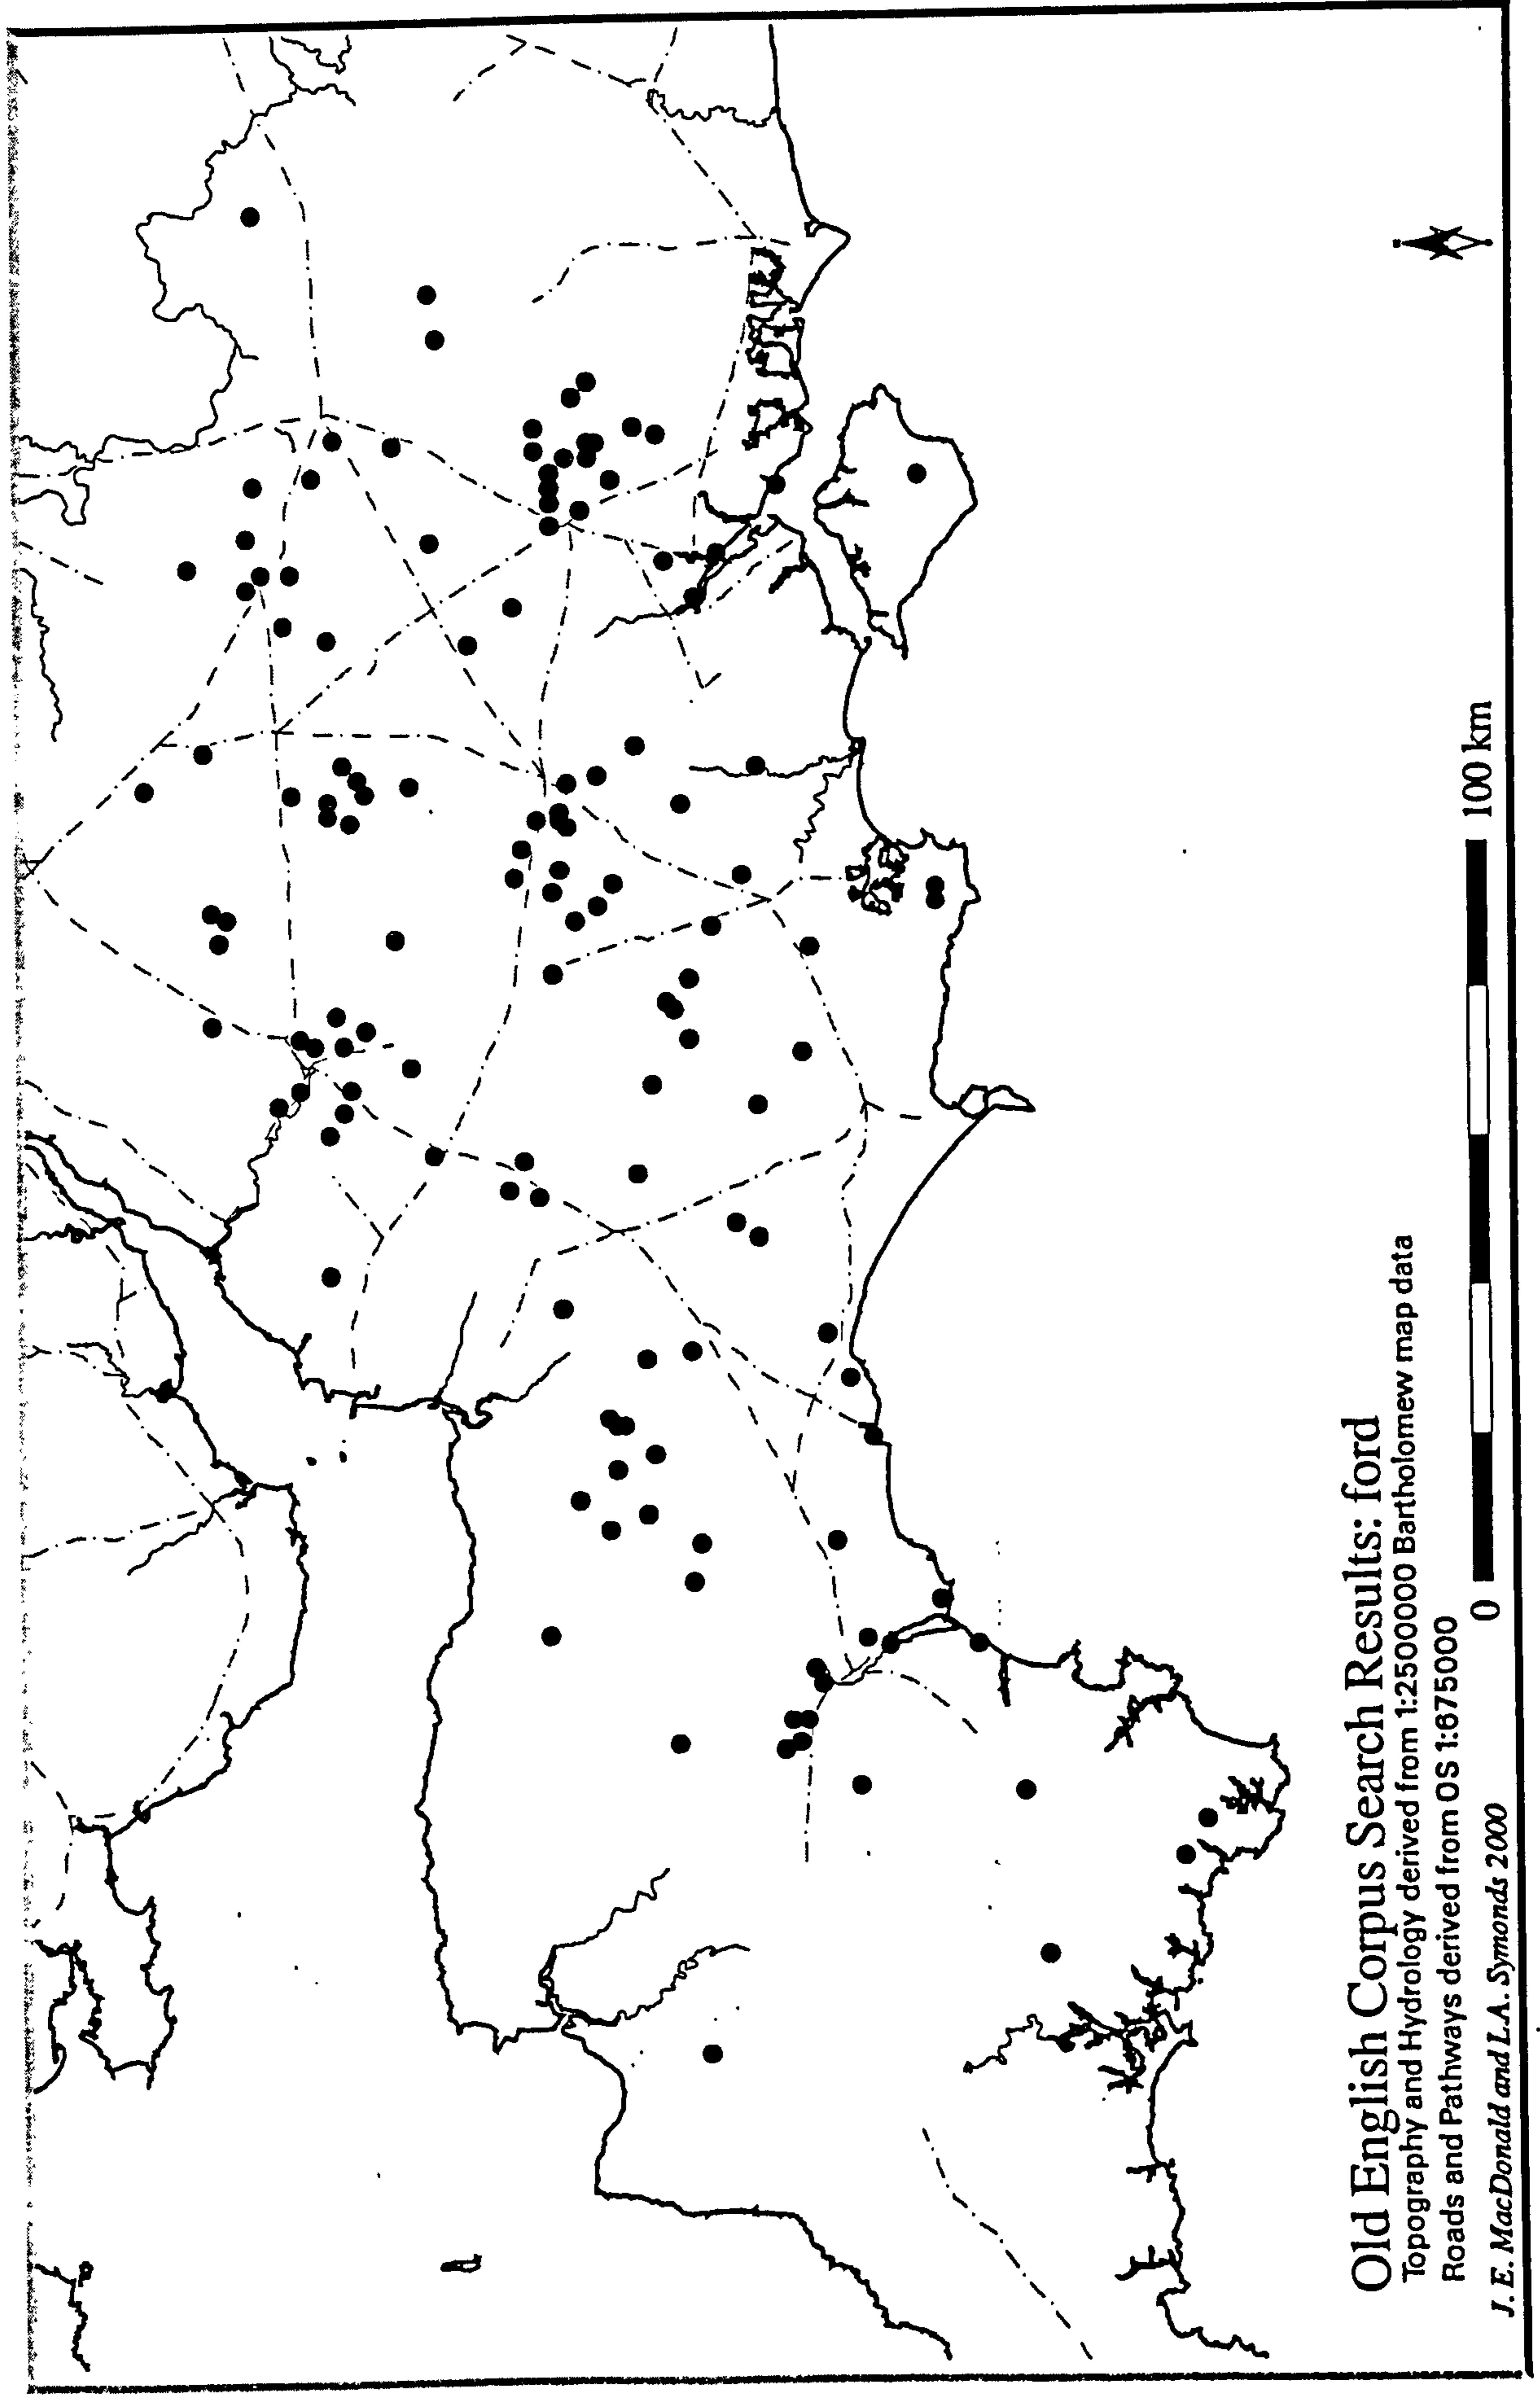 Old English Corpus Search Results: ford
Topography and Hydrology derived from 1:2500000 Bartholomew map data
Roads and Pathways derived from OS 1:675000
J. E. MacDonald and L.A. Symonds 2000
0 100 km